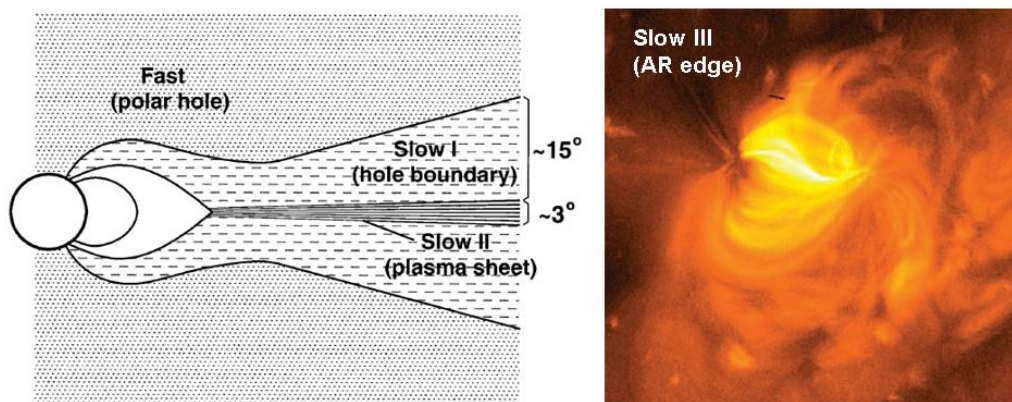 Fast
(polar hole)
Slow I
(hole boundary)
~15°
~3°
Slow II
(plasma sheet)
Slow III
(AR edge)